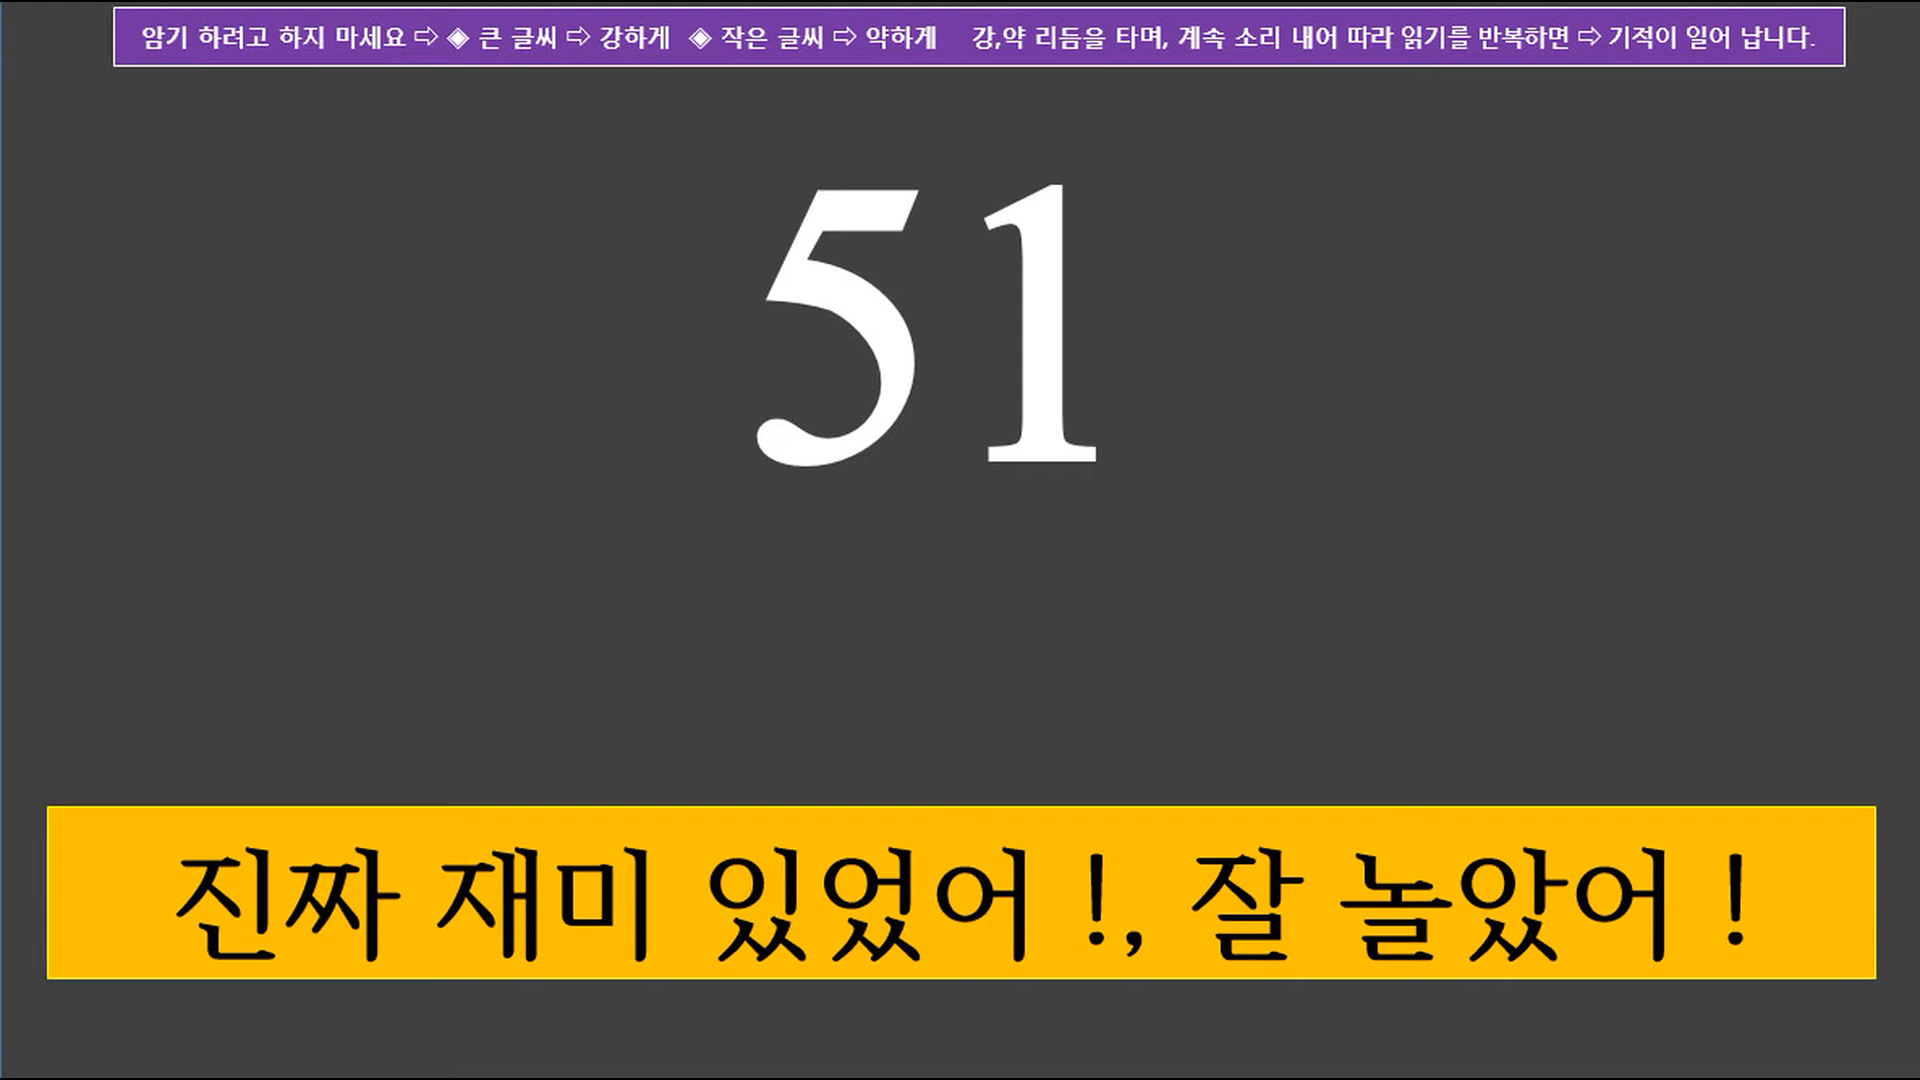 암기 하려고 하지 마세요 ⇨ ◈ 큰 글씨 ⇨ 강하게 ◈ 작은 글씨 ⇨ 약하게 강,약 리듬을 타며, 계속 소리 내어 따라 읽기를 반복하면 ⇨ 기적이 일어 납니다.
51
진짜 재미 있었어 !, 잘 놀았어 !